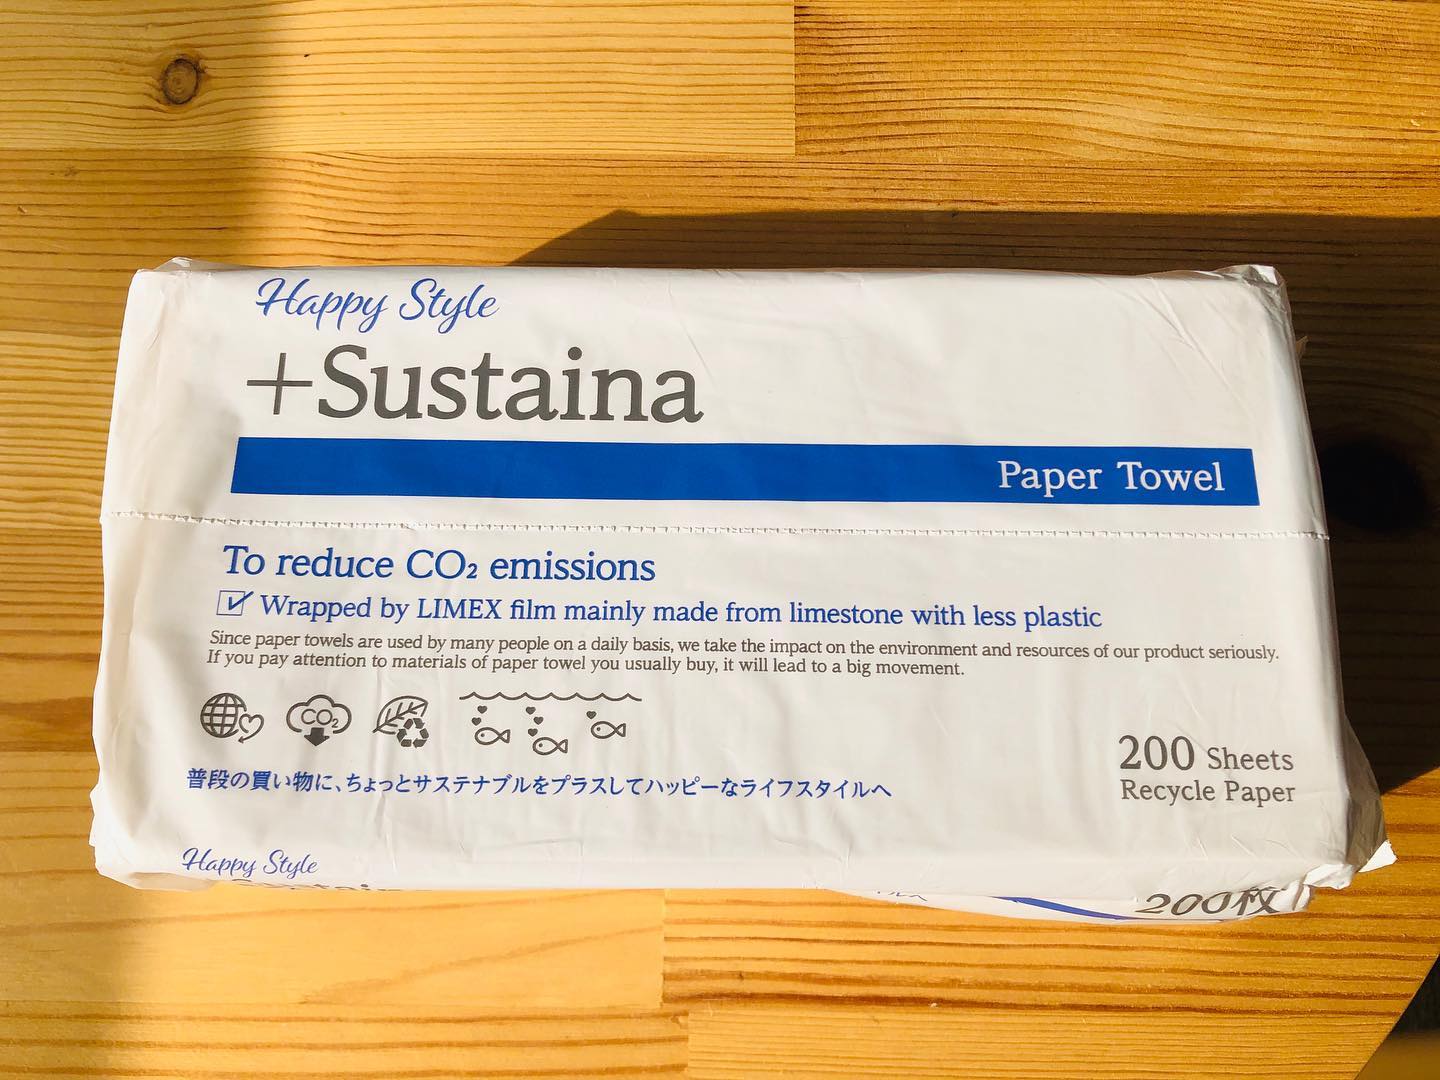 Happy Style
+Sustaina
Paper Towel
To reduce CO₂ emissions
Wrapped by LIMEX film mainly made from limestone with less plastic
Since paper towels are used by many people on a daily basis, we take the impact on the environment and resources of our product seriously.
If you pay attention to materials of paper towel you usually buy, it will lead to a big movement.
CO₂
普段の買い物に、ちょっとサステナブルをプラスしてハッピーなライフスタイルへ
200 Sheets
Recycle Paper
Happy Style
200枚